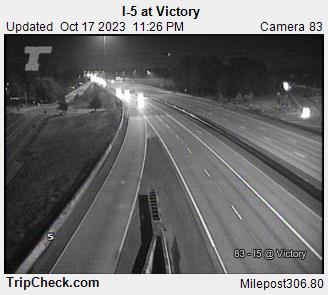 I-5 at Victory
Updated Oct 17 2023 11:26 PM Camera 83
T
S
83 - I5 @ Victory
TripCheck.com Milepost306.80